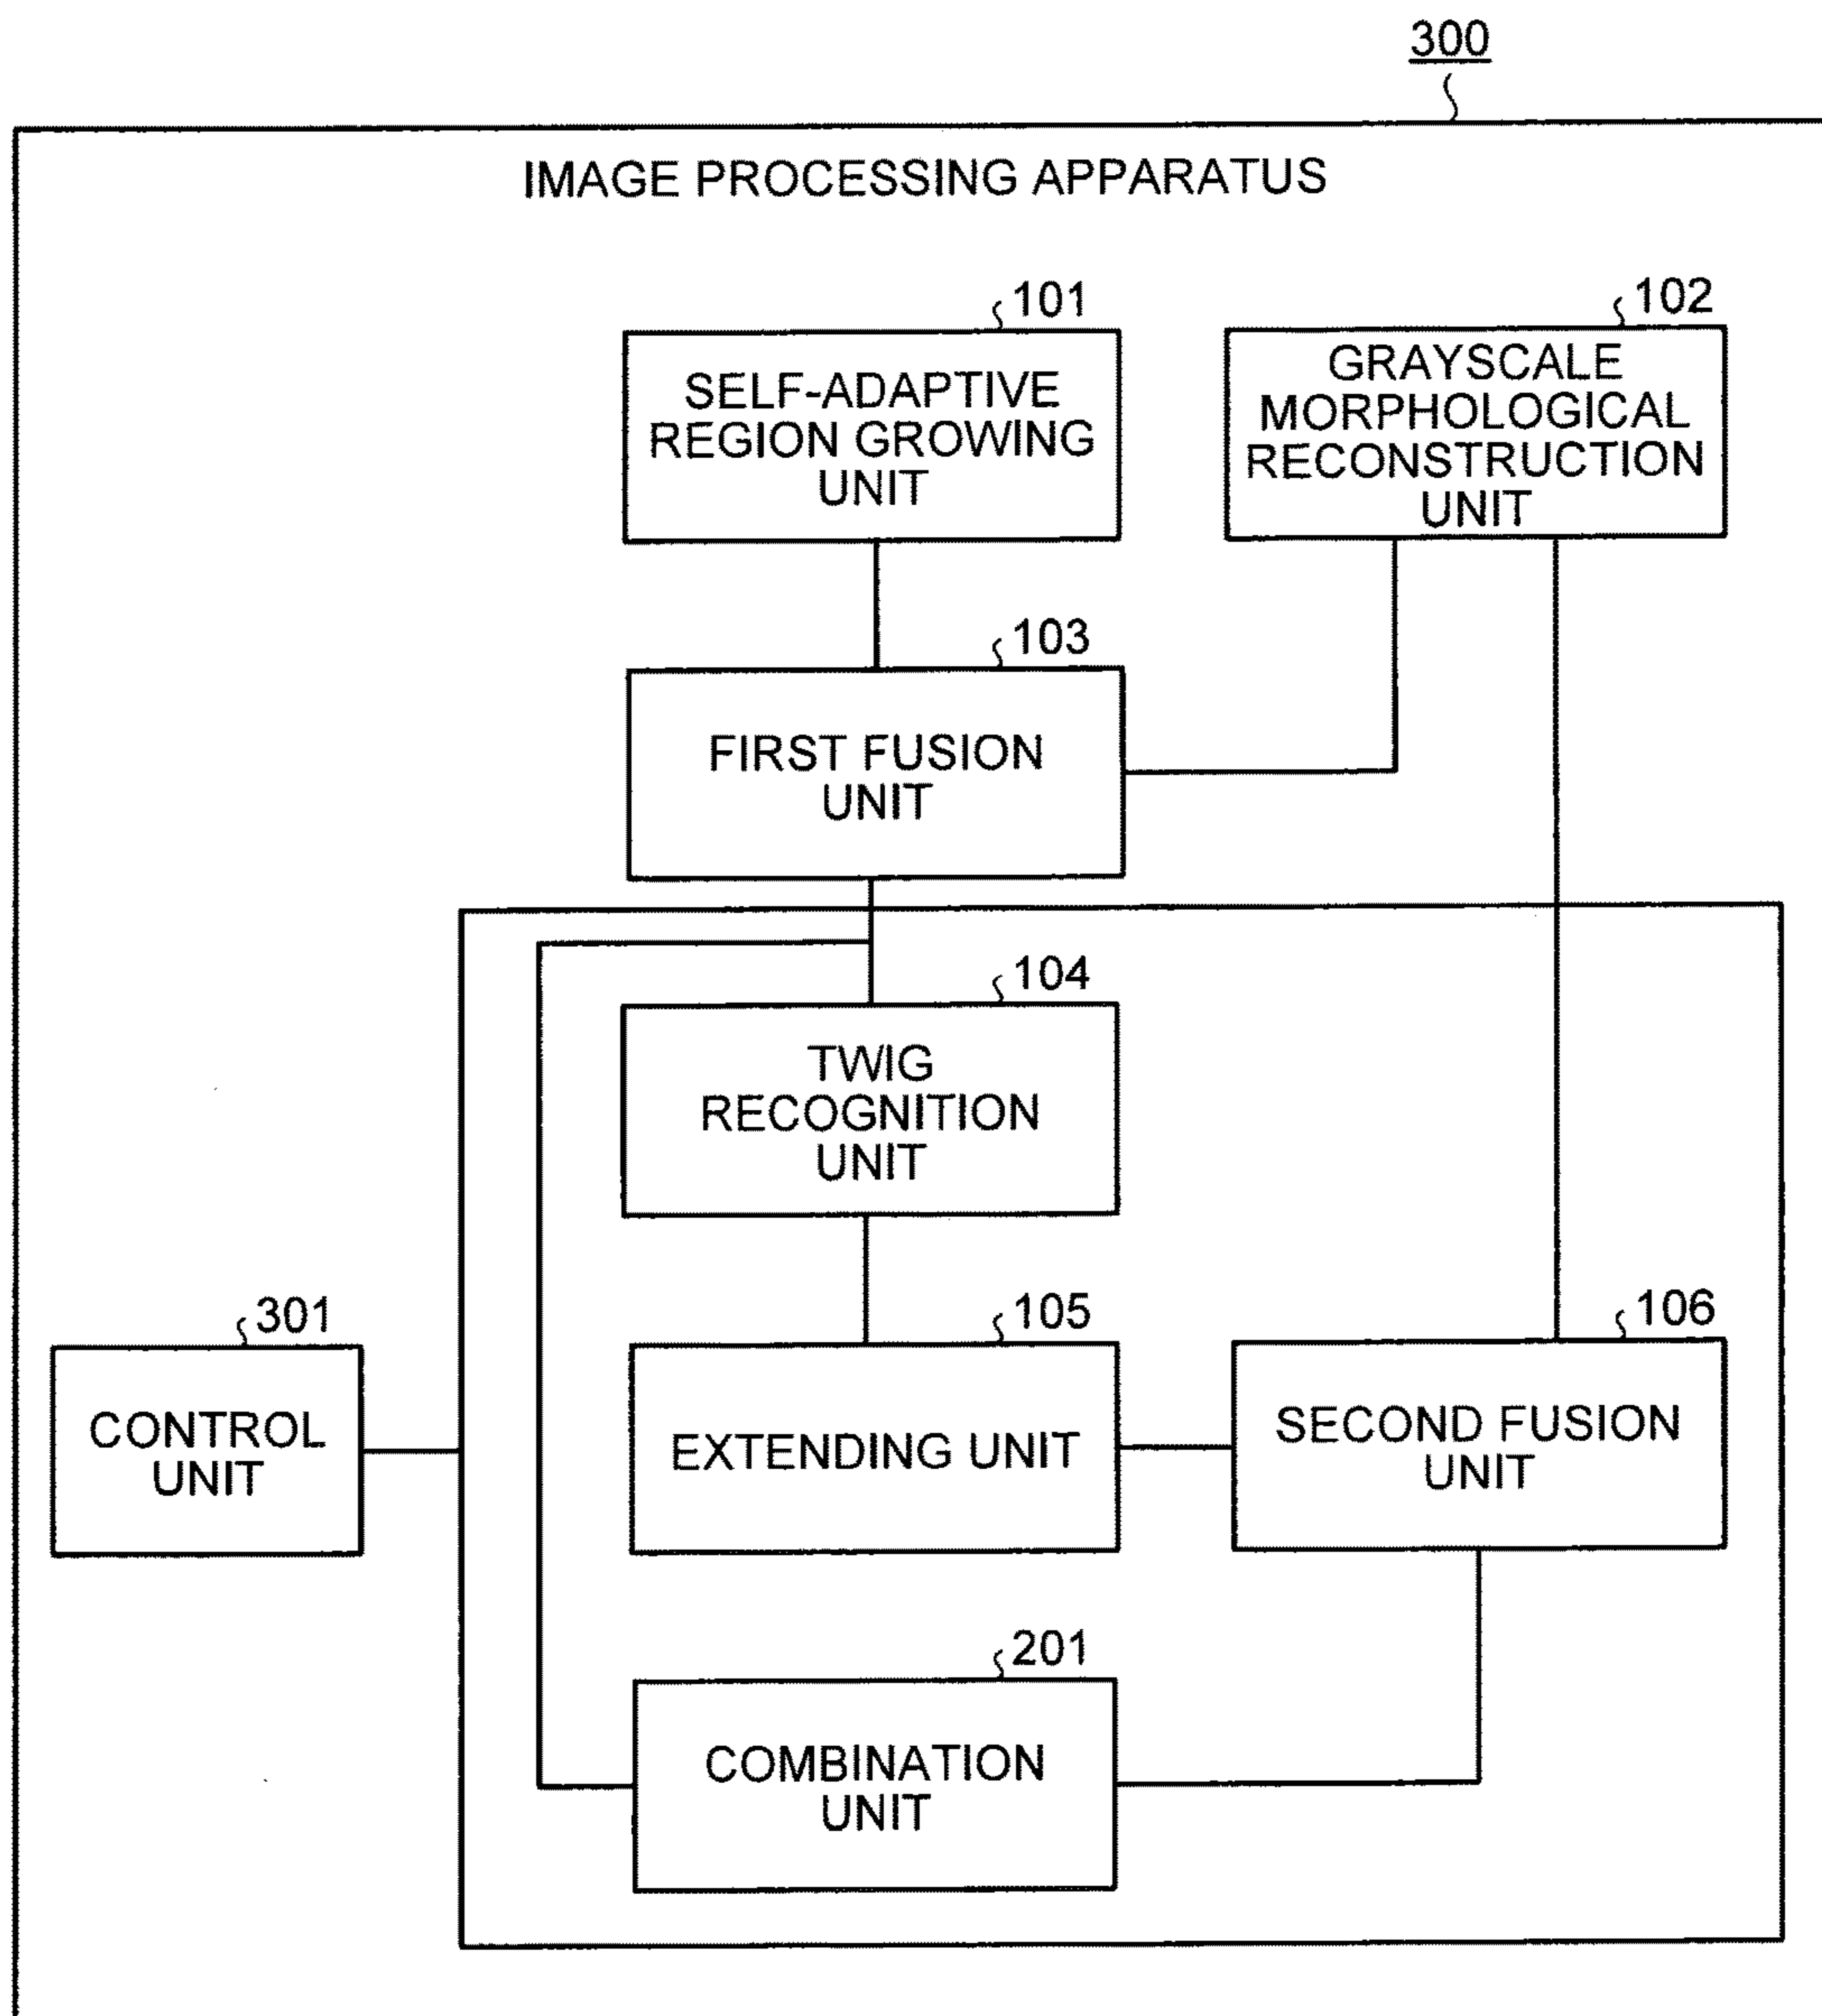 300
IMAGE PROCESSING APPARATUS
101
SELF-ADAPTIVE
REGION GROWING
UNIT
102
GRAYSCALE
MORPHOLOGICAL
RECONSTRUCTION
UNIT
103
FIRST FUSION
UNIT
104
TWIG
RECOGNITION
UNIT
301
CONTROL
UNIT
105
EXTENDING UNIT
106
SECOND FUSION
UNIT
201
COMBINATION
UNIT